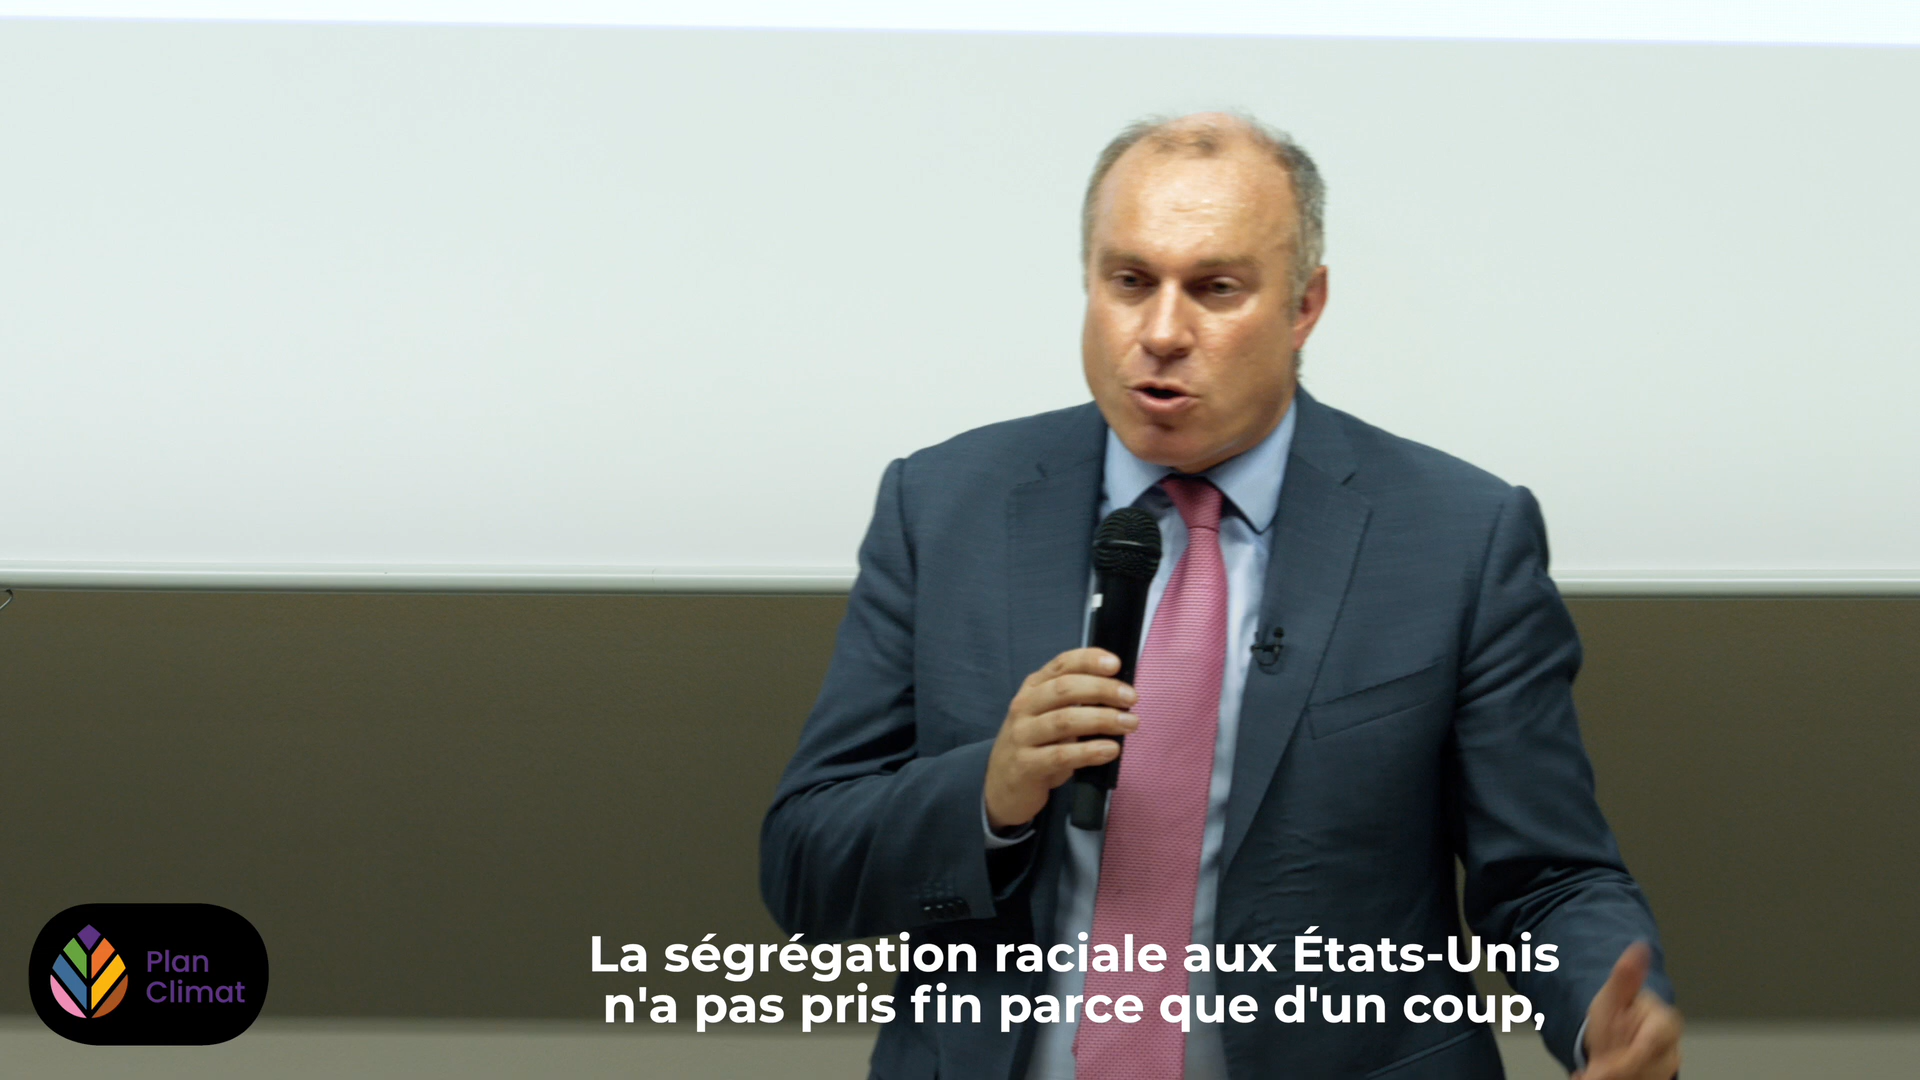 La ségrégation raciale aux États-Unis
n'a pas pris fin parce que d'un coup,
Plan
Climat